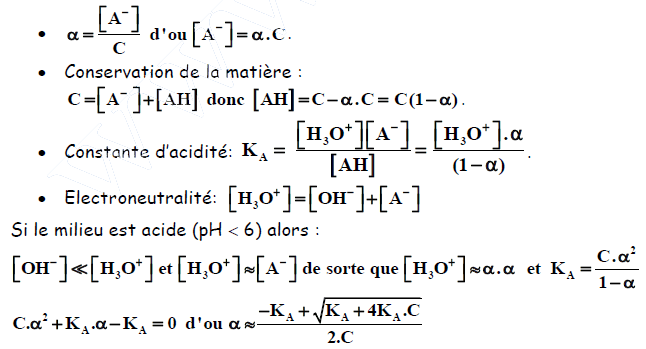 • α = [A⁻] / C d'ou [A⁻] = α.C.
• Conservation de la matière :
C = [A⁻] + [AH] donc [AH] = C − α.C = C(1 − α).
• Constante d'acidité: K_A = [H₃O⁺][A⁻] / [AH] = [H₃O⁺].α / (1 − α).
• Electroneutralité: [H₃O⁺] = [OH⁻] + [A⁻]
Si le milieu est acide (pH < 6) alors :
[OH⁻] ≪ [H₃O⁺] et [H₃O⁺] ≈ [A⁻] de sorte que [H₃O⁺] ≈ α.α et K_A = C.α² / 1 − α
C.α² + K_A.α − K_A = 0 d'ou α ≈ −K_A + √(K_A + 4K_A.C) / 2.C